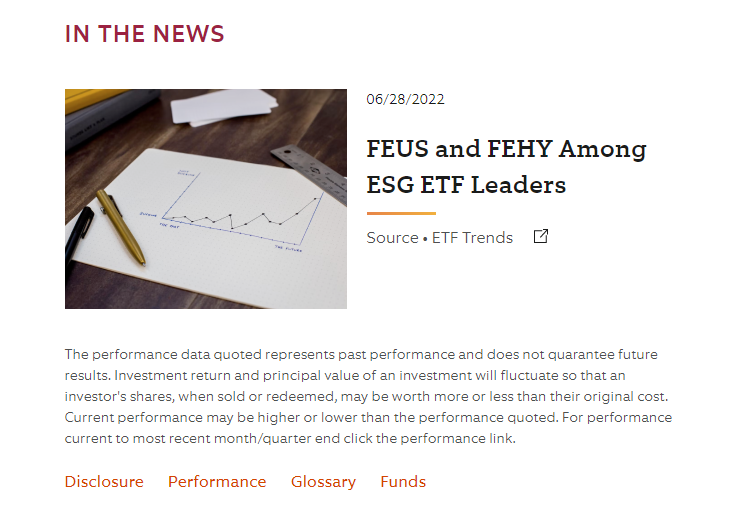 IN THE NEWS
06/28/2022
FEUS and FEHY Among
ESG ETF Leaders
Source • ETF Trends
THE PAST
THE FUTURE
The performance data quoted represents past performance and does not quarantee future
results. Investment return and principal value of an investment will fluctuate so that an
investor's shares, when sold or redeemed, may be worth more or less than their original cost.
Current performance may be higher or lower than the performance quoted. For performance
current to most recent month/quarter end click the performance link.
Disclosure Performance Glossary Funds